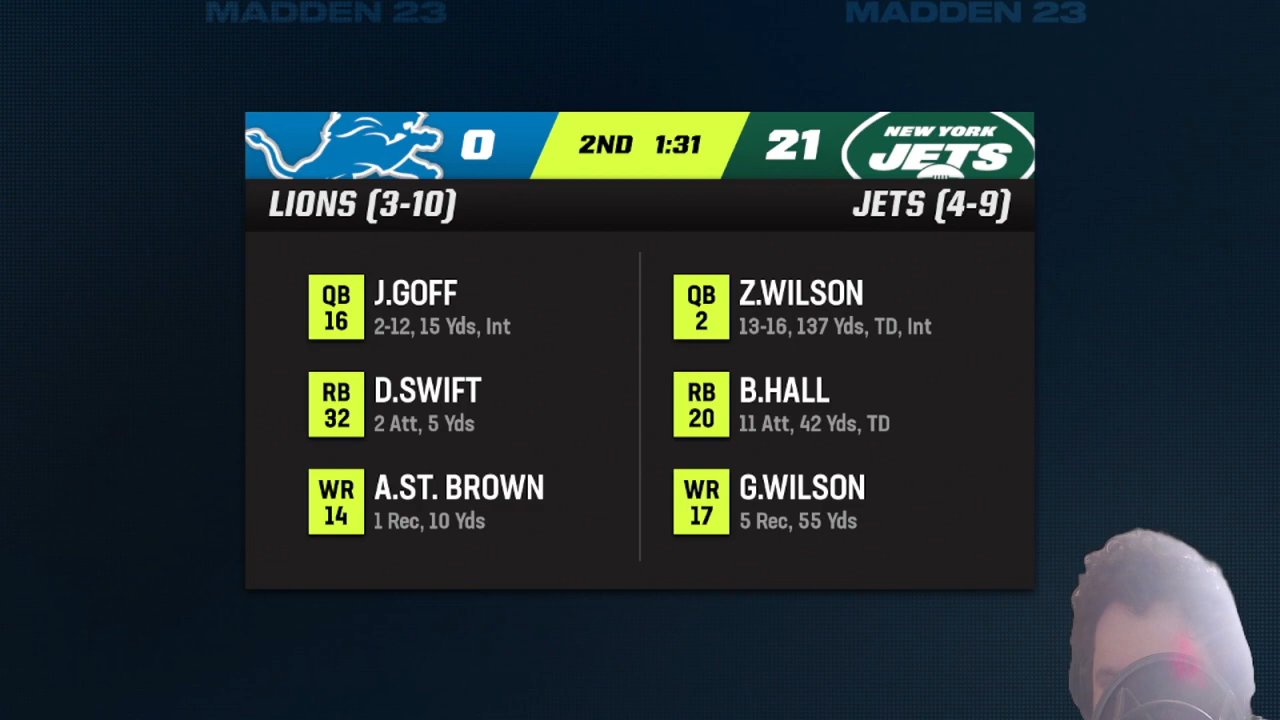 MADDEN 23 MADDEN 23
0 2ND 1:31 21 NEW YORK JETS
LIONS (3-10) JETS (4-9)
QB 16 J.GOFF
2-12, 15 Yds, Int
RB 32 D.SWIFT
2 Att, 5 Yds
WR 14 A.ST. BROWN
1 Rec, 10 Yds
QB 2 Z.WILSON
13-16, 137 Yds, TD, Int
RB 20 B.HALL
11 Att, 42 Yds, TD
WR 17 G.WILSON
5 Rec, 55 Yds